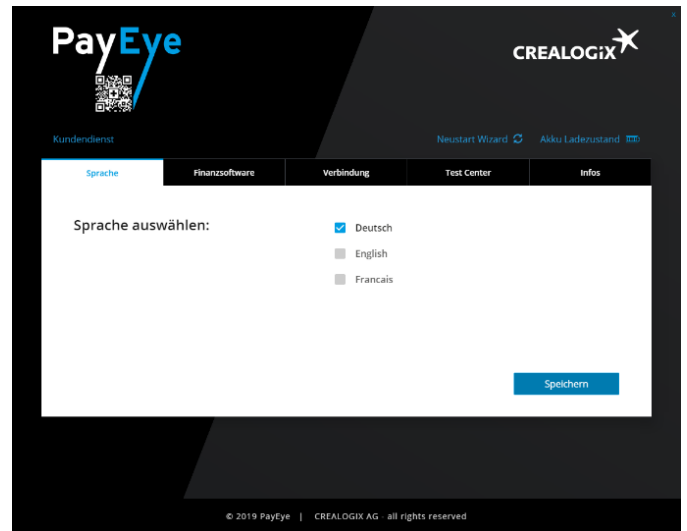 x
PayEye
CREALOGIX
Kundendienst
Neustart Wizard Akku Ladezustand
Sprache Finanzsoftware Verbindung Test Center Infos
Sprache auswählen:
Deutsch
English
Francais
Speichern
© 2019 PayEye | CREALOGIX AG - all rights reserved